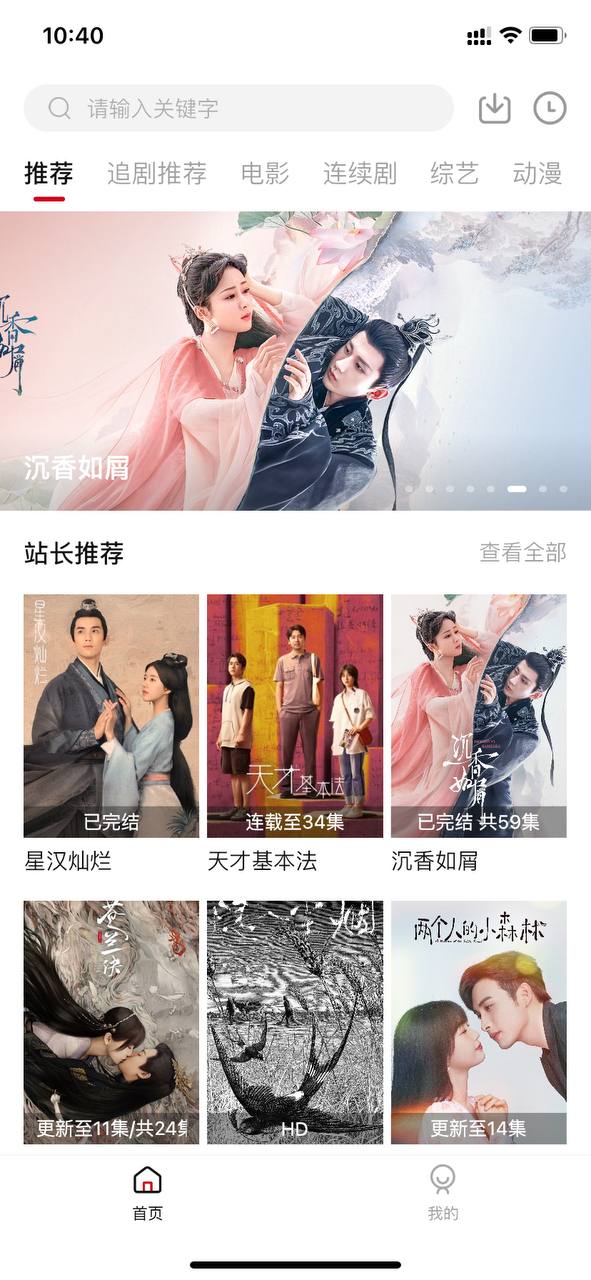 10:40
请输入关键字
推荐 追剧推荐 电影 连续剧 综艺 动漫
沉香如屑
沉香如屑
站长推荐 查看全部
星汉灿烂
已完结
天才基本法
连载至34集
沉香如屑
已完结 共59集
星汉灿烂 天才基本法 沉香如屑
苍兰诀
更新至11集/共24集
HD
两个人的小森林
更新至14集
首页 我的